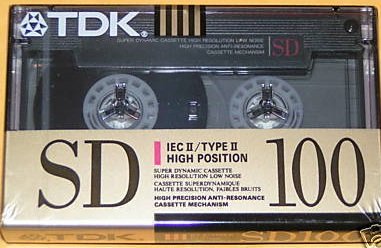 TDK®
SUPER DYNAMIC CASSETTE HIGH RESOLUTION LOW NOISE
HIGH PRECISION ANTI-RESONANCE
CASSETTE MECHANISM
SD
SD
IEC II/TYPE II
HIGH POSITION
SUPER DYNAMIC CASSETTE
HIGH RESOLUTION LOW NOISE
CASSETTE SUPERDYNAMIQUE
HAUTE RESOLUTION, FAIBLES BRUITS
HIGH PRECISION ANTI-RESONANCE
CASSETTE MECHANISM
100